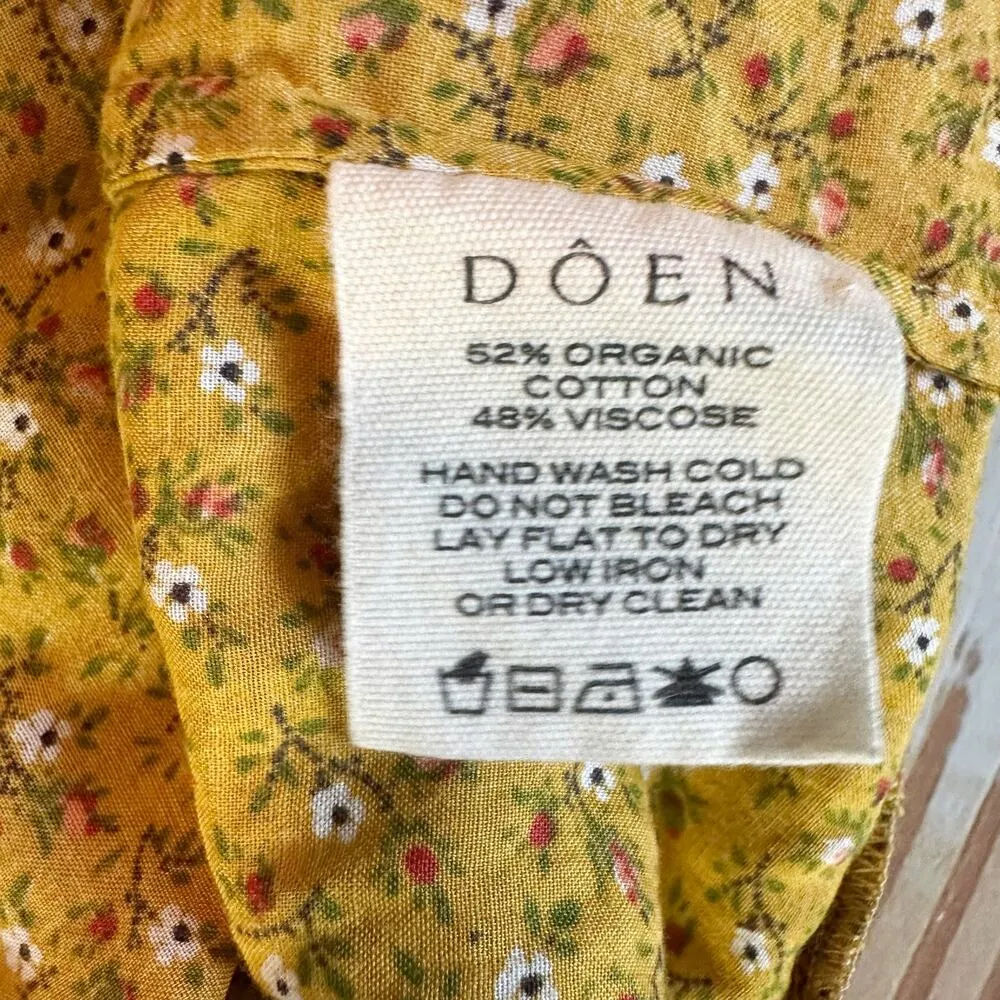 DÔEN
52% ORGANIC
COTTON
48% VISCOSE
HAND WASH COLD
DO NOT BLEACH
LAY FLAT TO DRY
LOW IRON
OR DRY CLEAN